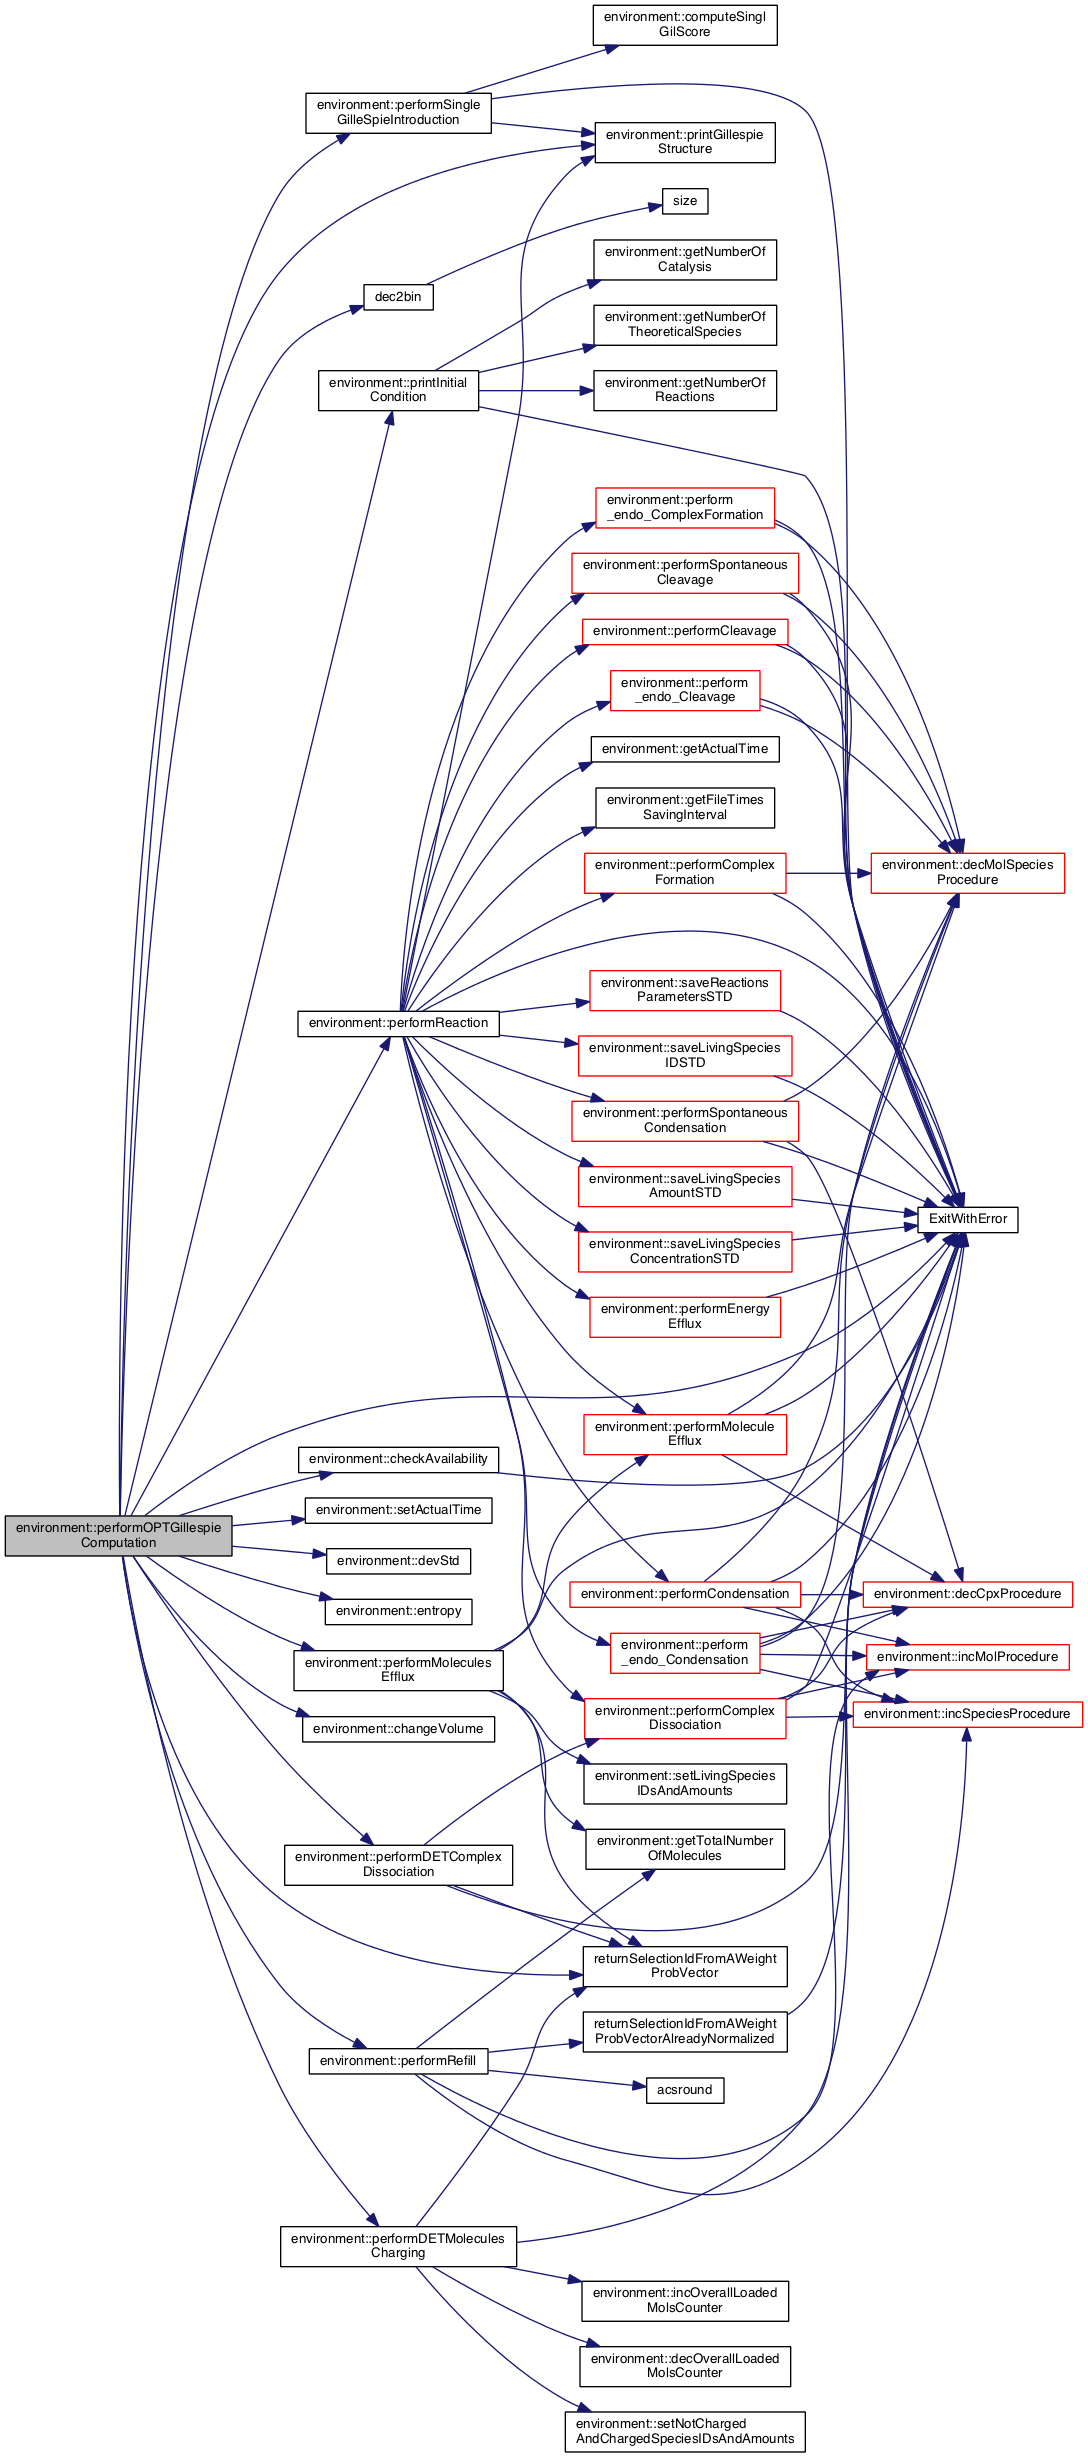 environment::computeSingl
GilScore
environment::performSingle
GilleSpieIntroduction
environment::printGillespie
Structure
size
environment::getNumberOf
Catalysis
dec2bin
environment::getNumberOf
TheoreticalSpecies
environment::printInitial
Condition
environment::getNumberOf
Reactions
environment::perform
_endo_ComplexFormation
environment::performSpontaneous
Cleavage
environment::performCleavage
environment::perform
_endo_Cleavage
environment::getActualTime
environment::getFileTimes
SavingInterval
environment::performComplex
Formation
environment::decMolSpecies
Procedure
environment::saveReactions
ParametersSTD
environment::performReaction
environment::saveLivingSpecies
IDSTD
environment::performSpontaneous
Condensation
environment::saveLivingSpecies
AmountSTD
ExitWithError
environment::saveLivingSpecies
ConcentrationSTD
environment::performEnergy
Efflux
environment::performMolecule
Efflux
environment::checkAvailability
environment::setActualTime
environment::performOPTGillespie
Computation
environment::devStd
environment::performCondensation
environment::decCpxProcedure
environment::entropy
environment::perform
_endo_Condensation
environment::incMolProcedure
environment::performMolecules
Efflux
environment::performComplex
Dissociation
environment::incSpeciesProcedure
environment::changeVolume
environment::setLivingSpecies
IDsAndAmounts
environment::getTotalNumber
OfMolecules
environment::performDETComplex
Dissociation
returnSelectionIdFromAWeight
ProbVector
returnSelectionIdFromAWeight
ProbVectorAlreadyNormalized
environment::performRefill
acsround
environment::performDETMolecules
Charging
environment::incOverallLoaded
MolsCounter
environment::decOverallLoaded
MolsCounter
environment::setNotCharged
AndChargedSpeciesIDsAndAmounts